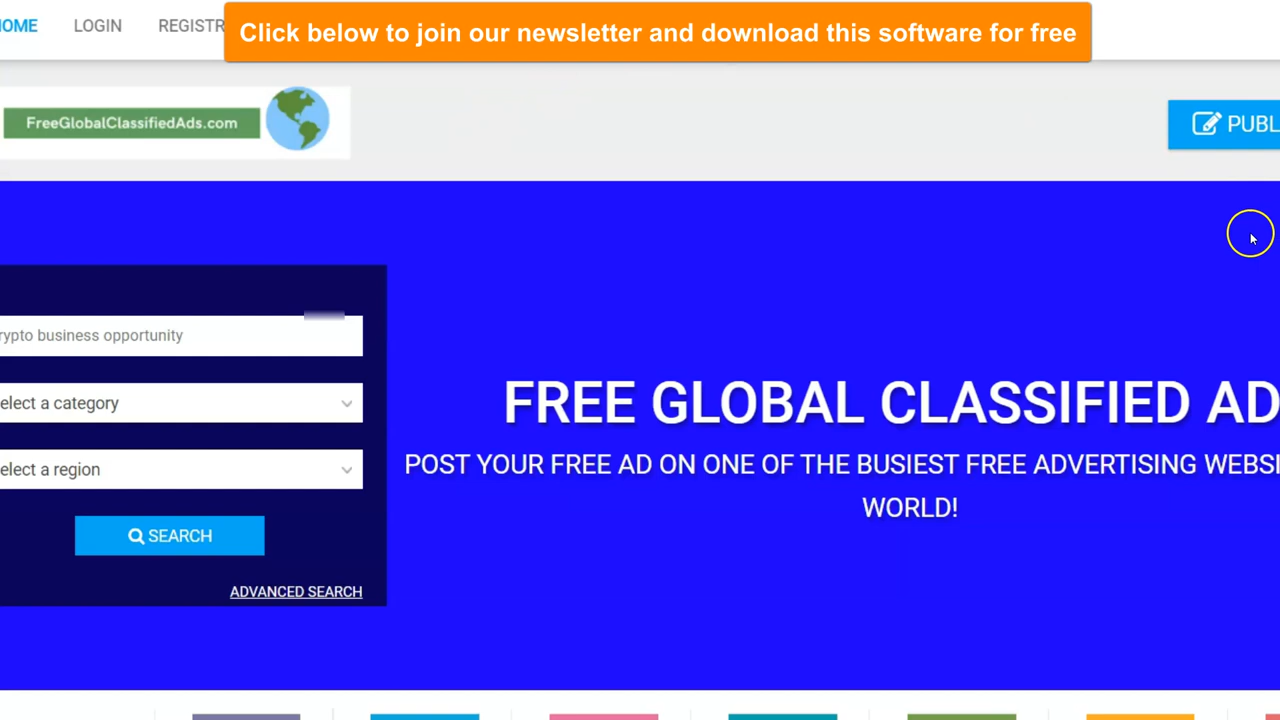 Click below to join our newsletter and download this software for free
HOME LOGIN REGISTR
FreeGlobalClassifiedAds.com
PUBL
rypto business opportunity
elect a category
elect a region
SEARCH
ADVANCED SEARCH
FREE GLOBAL CLASSIFIED AD
POST YOUR FREE AD ON ONE OF THE BUSIEST FREE ADVERTISING WEBSI
WORLD!